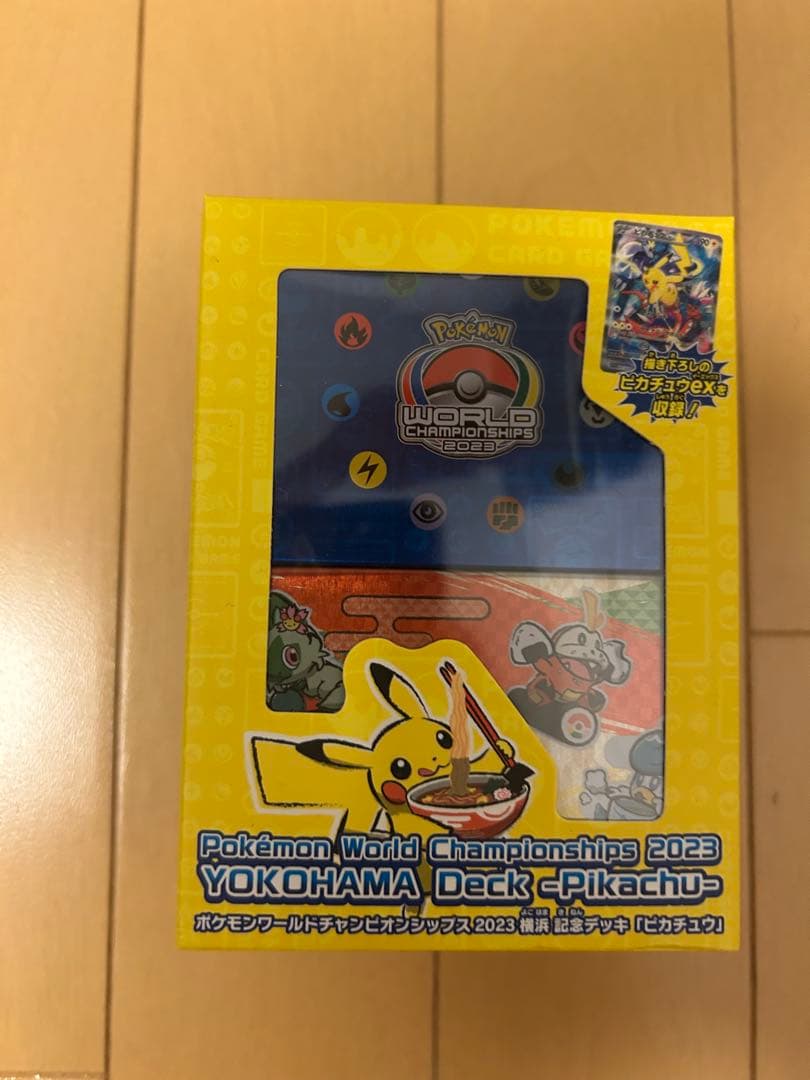 POKEMO
CARD GA
描き下ろしの
ピカチュウexを
収録!
POKéMON
WORLD
CHAMPIONSHIPS
2023
Pokémon World Championships 2023
YOKOHAMA Deck -Pikachu-
ポケモンワールドチャンピオンシップス2023 横浜 記念デッキ「ピカチュウ」